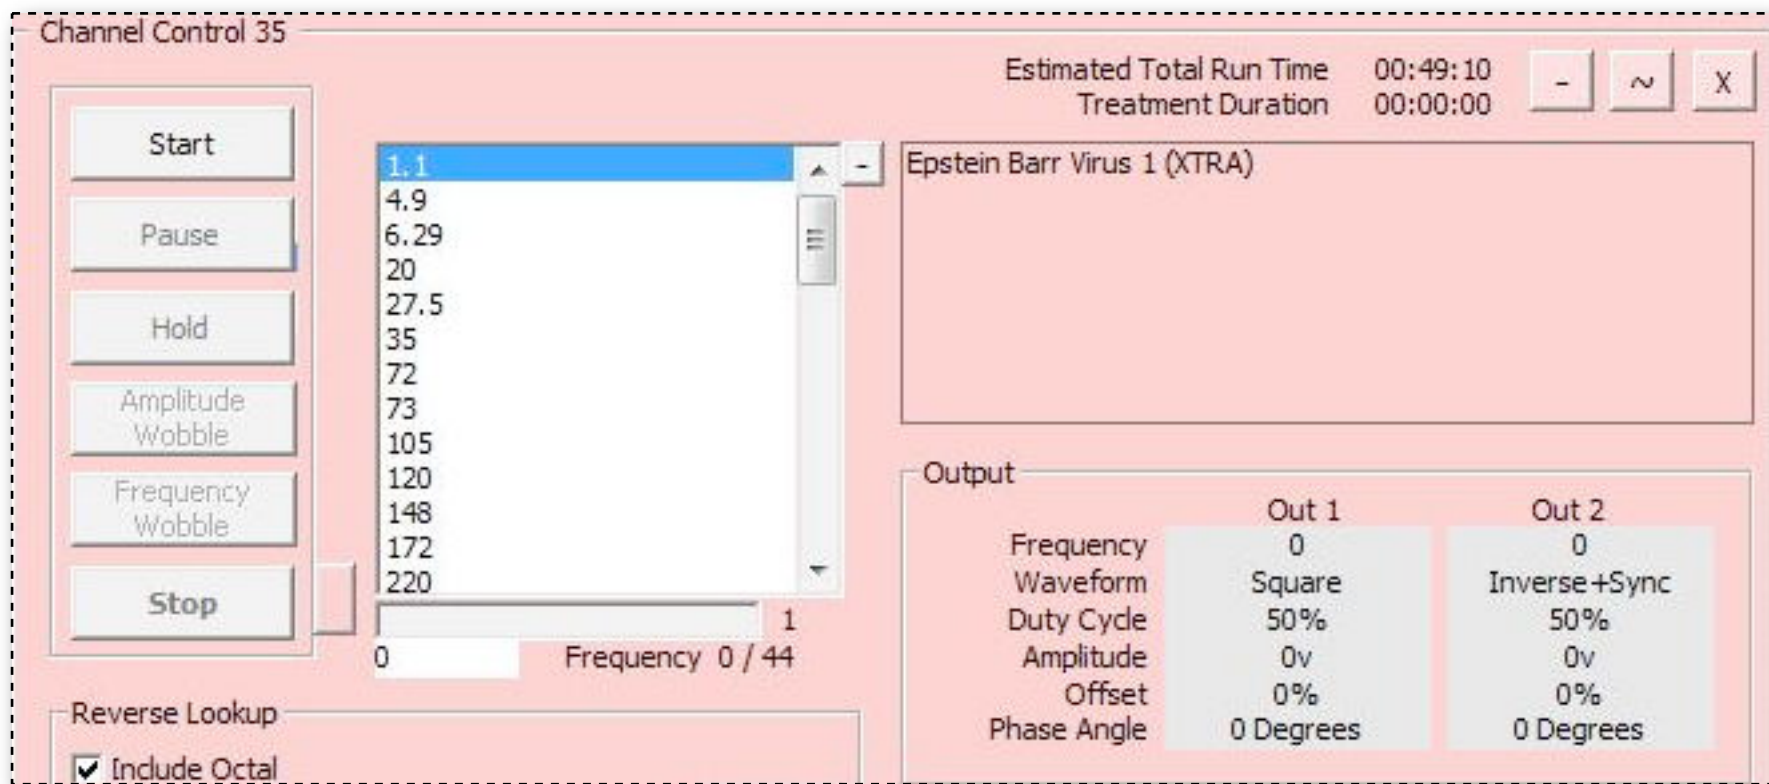 Channel Control 35
Estimated Total Run Time 00:49:10
Treatment Duration 00:00:00
- ~ X
Start
Pause
Hold
Amplitude
Wobble
Frequency
Wobble
Stop
1.1
4.9
6.29
20
27.5
35
72
73
105
120
148
172
220
-
1
0 Frequency 0 / 44
Epstein Barr Virus 1 (XTRA)
Output
Out 1 Out 2
Frequency 0 0
Waveform Square Inverse+Sync
Duty Cycle 50% 50%
Amplitude 0v 0v
Offset 0% 0%
Phase Angle 0 Degrees 0 Degrees
Reverse Lookup
Include Octal